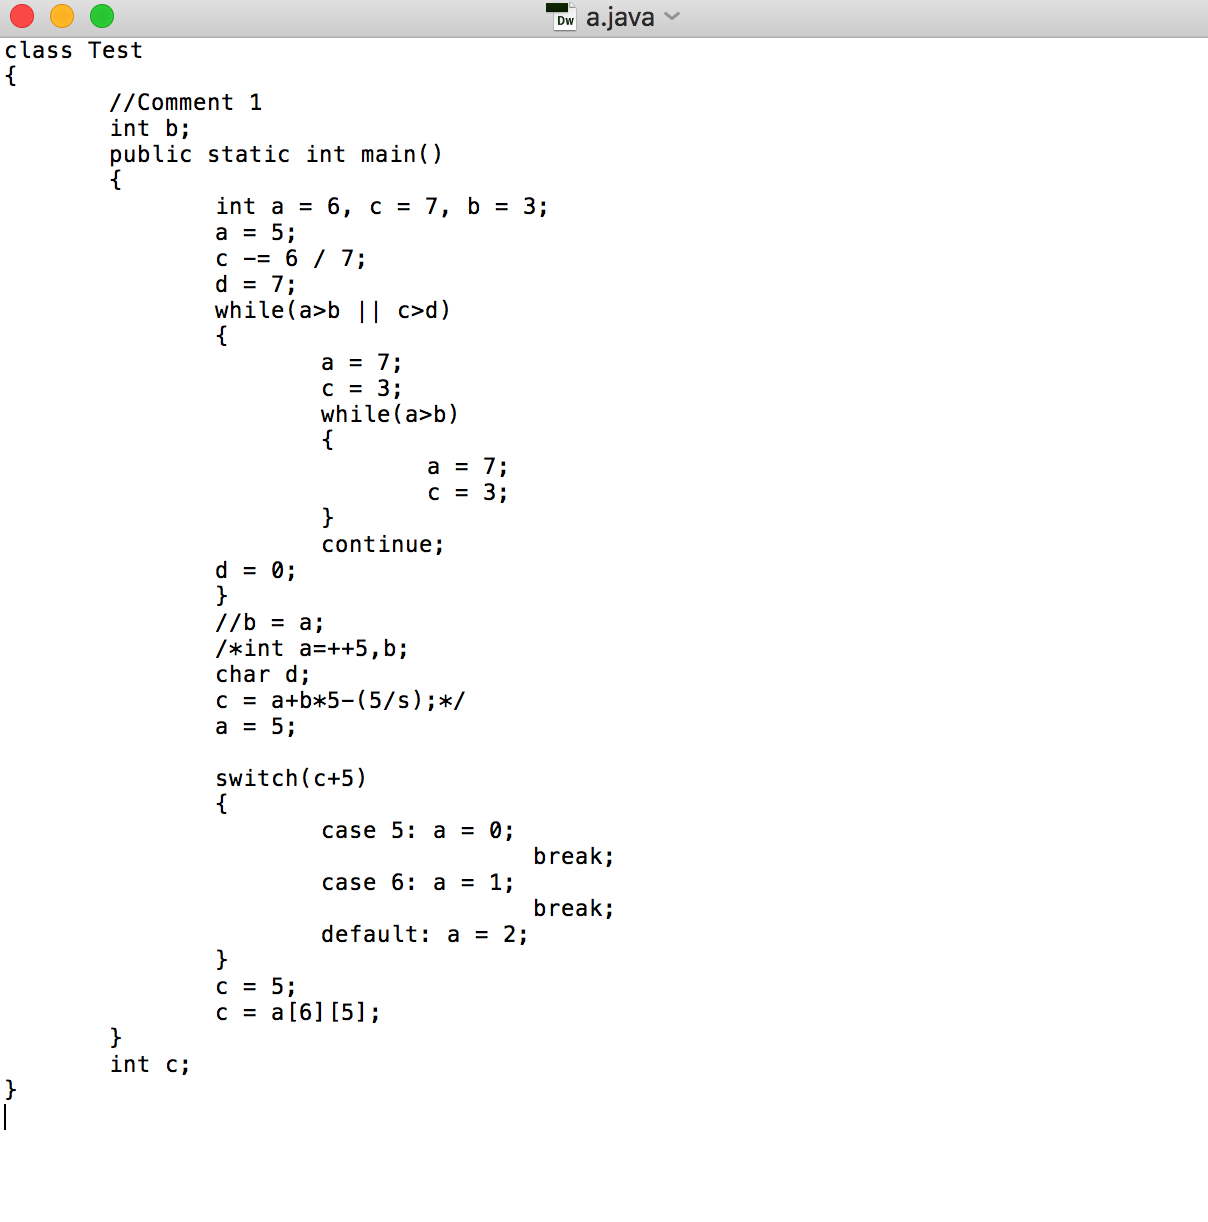 Dw a.java
class Test
{
//Comment 1
int b;
public static int main()
{
int a = 6, c = 7, b = 3;
a = 5;
c -= 6 / 7;
d = 7;
while(a>b || c>d)
{
a = 7;
c = 3;
while(a>b)
{
a = 7;
c = 3;
}
continue;
d = 0;
}
//b = a;
/*int a=++5,b;
char d;
c = a+b*5-(5/s);*/
a = 5;
switch(c+5)
{
case 5: a = 0;
break;
case 6: a = 1;
break;
default: a = 2;
}
c = 5;
c = a[6][5];
}
int c;
}